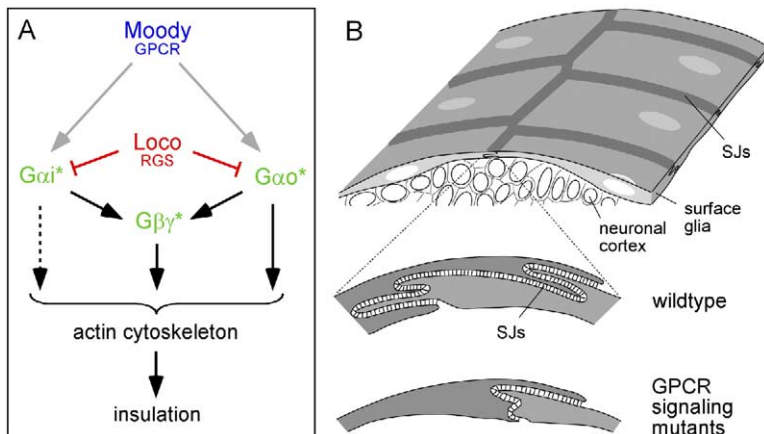 A
Moody
GPCR
Loco
RGS
Gαi*
Gαo*
Gβγ*
actin cytoskeleton
insulation
B
SJs
surface
glia
neuronal
cortex
SJs
wildtype
GPCR
signaling
mutants